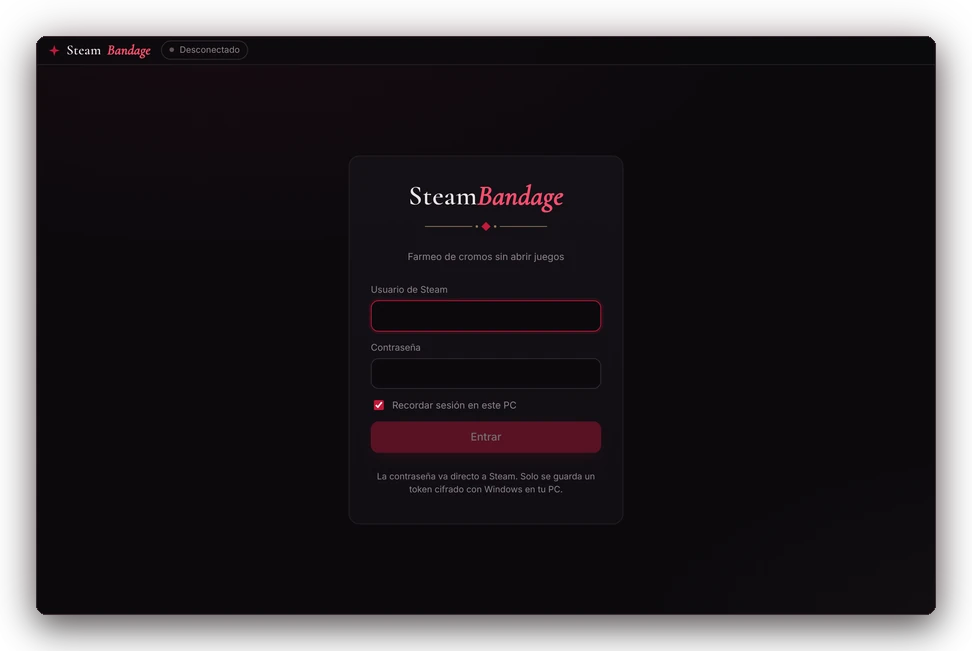 Steam Bandage
Desconectado
SteamBandage
Farmeo de cromos sin abrir juegos
Usuario de Steam
Contraseña
Recordar sesión en este PC
Entrar
La contraseña va directo a Steam. Solo se guarda un
token cifrado con Windows en tu PC.